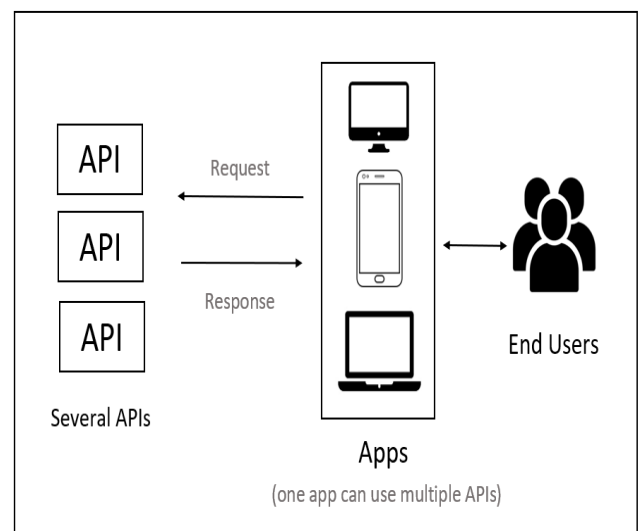 API
API
API
Several APIs
Request
Response
Apps
(one app can use multiple APIs)
End Users